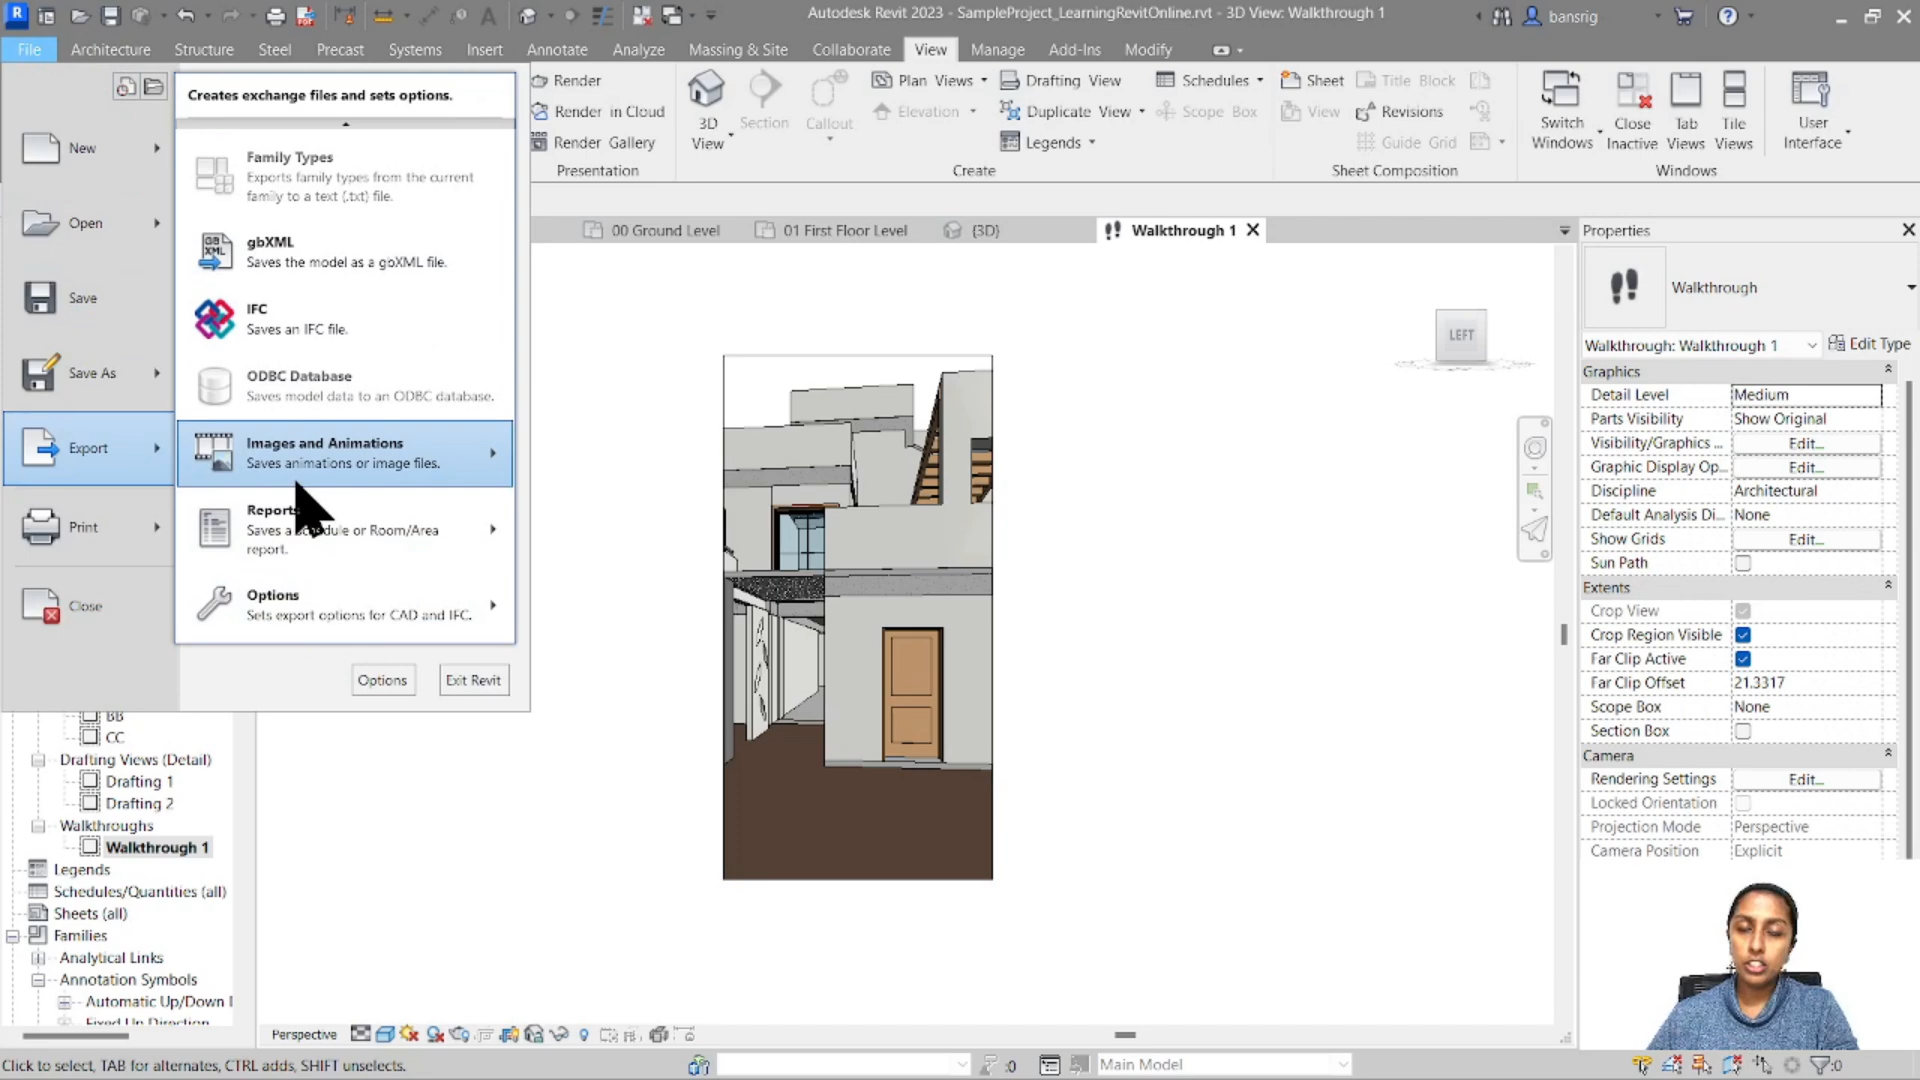 Autodesk Revit 2023 - SampleProject_LearningRevitOnline.rvt - 3D View: Walkthrough 1
bansrig
File Architecture Structure Steel Precast Systems Insert Annotate Analyze Massing & Site Collaborate View Manage Add-Ins Modify
Creates exchange files and sets options.
New
Open
Save
Save As
Export
Print
Close
Family Types
Exports family types from the current
family to a text (.txt) file.
gbXML
Saves the model as a gbXML file.
IFC
Saves an IFC file.
ODBC Database
Saves model data to an ODBC database.
Images and Animations
Saves animations or image files.
Reports
Saves a Schedule or Room/Area
report.
Options
Sets export options for CAD and IFC.
Options Exit Revit
Render
Render in Cloud
Render Gallery
Presentation
3D
View
Section
Callout
Plan Views
Elevation
Drafting View
Duplicate View
Legends
Schedules
Scope Box
Create
Sheet
View
Title Block
Revisions
Guide Grid
Sheet Composition
Switch
Windows
Close
Inactive
Tab
Views
Tile
Views
Windows
User
Interface
00 Ground Level
01 First Floor Level
{3D}
Walkthrough 1
LEFT
Properties
Walkthrough
Walkthrough: Walkthrough 1
Edit Type
Graphics
Detail Level Medium
Parts Visibility Show Original
Visibility/Graphics ... Edit...
Graphic Display Op... Edit...
Discipline Architectural
Default Analysis Di... None
Show Grids Edit...
Sun Path
Extents
Crop View
Crop Region Visible
Far Clip Active
Far Clip Offset 21.3317
Scope Box None
Section Box
Camera
Rendering Settings Edit...
Locked Orientation
Projection Mode Perspective
Camera Position Explicit
BB
CC
Drafting Views (Detail)
Drafting 1
Drafting 2
Walkthroughs
Walkthrough 1
Legends
Schedules/Quantities (all)
Sheets (all)
Families
Analytical Links
Annotation Symbols
Automatic Up/Down
Fixed Up Direction
Perspective
Click to select, TAB for alternates, CTRL adds, SHIFT unselects.
:0
Main Model
:0